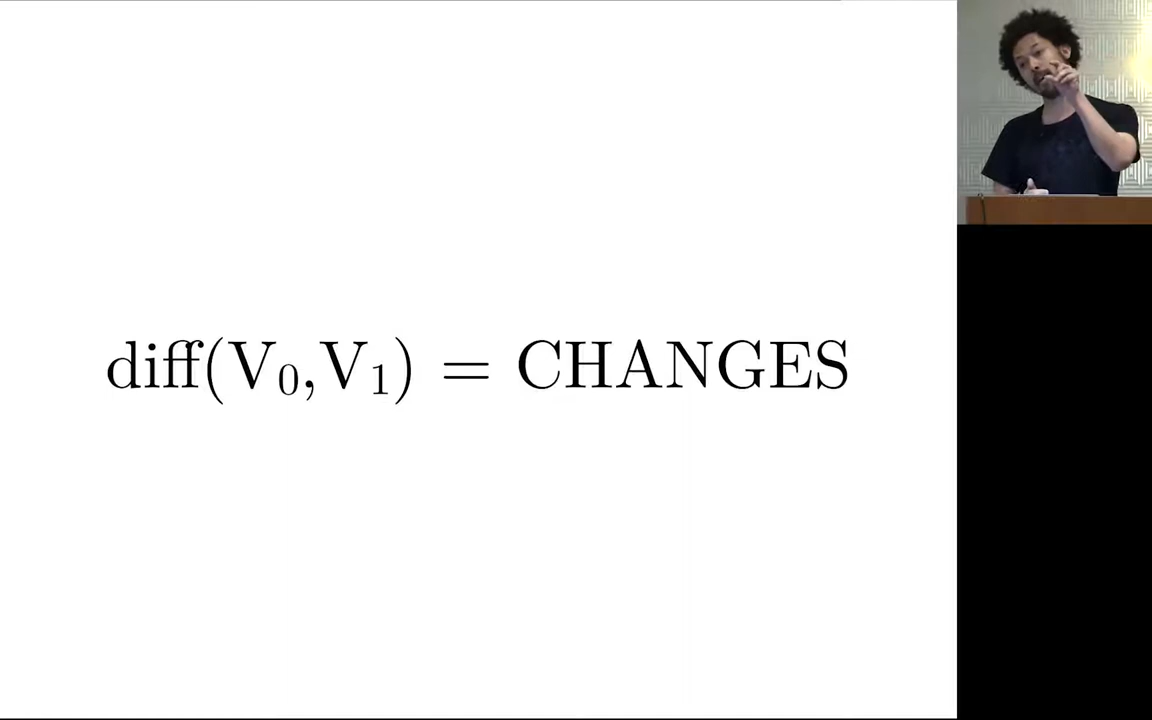 diff(V₀,V₁) = CHANGES